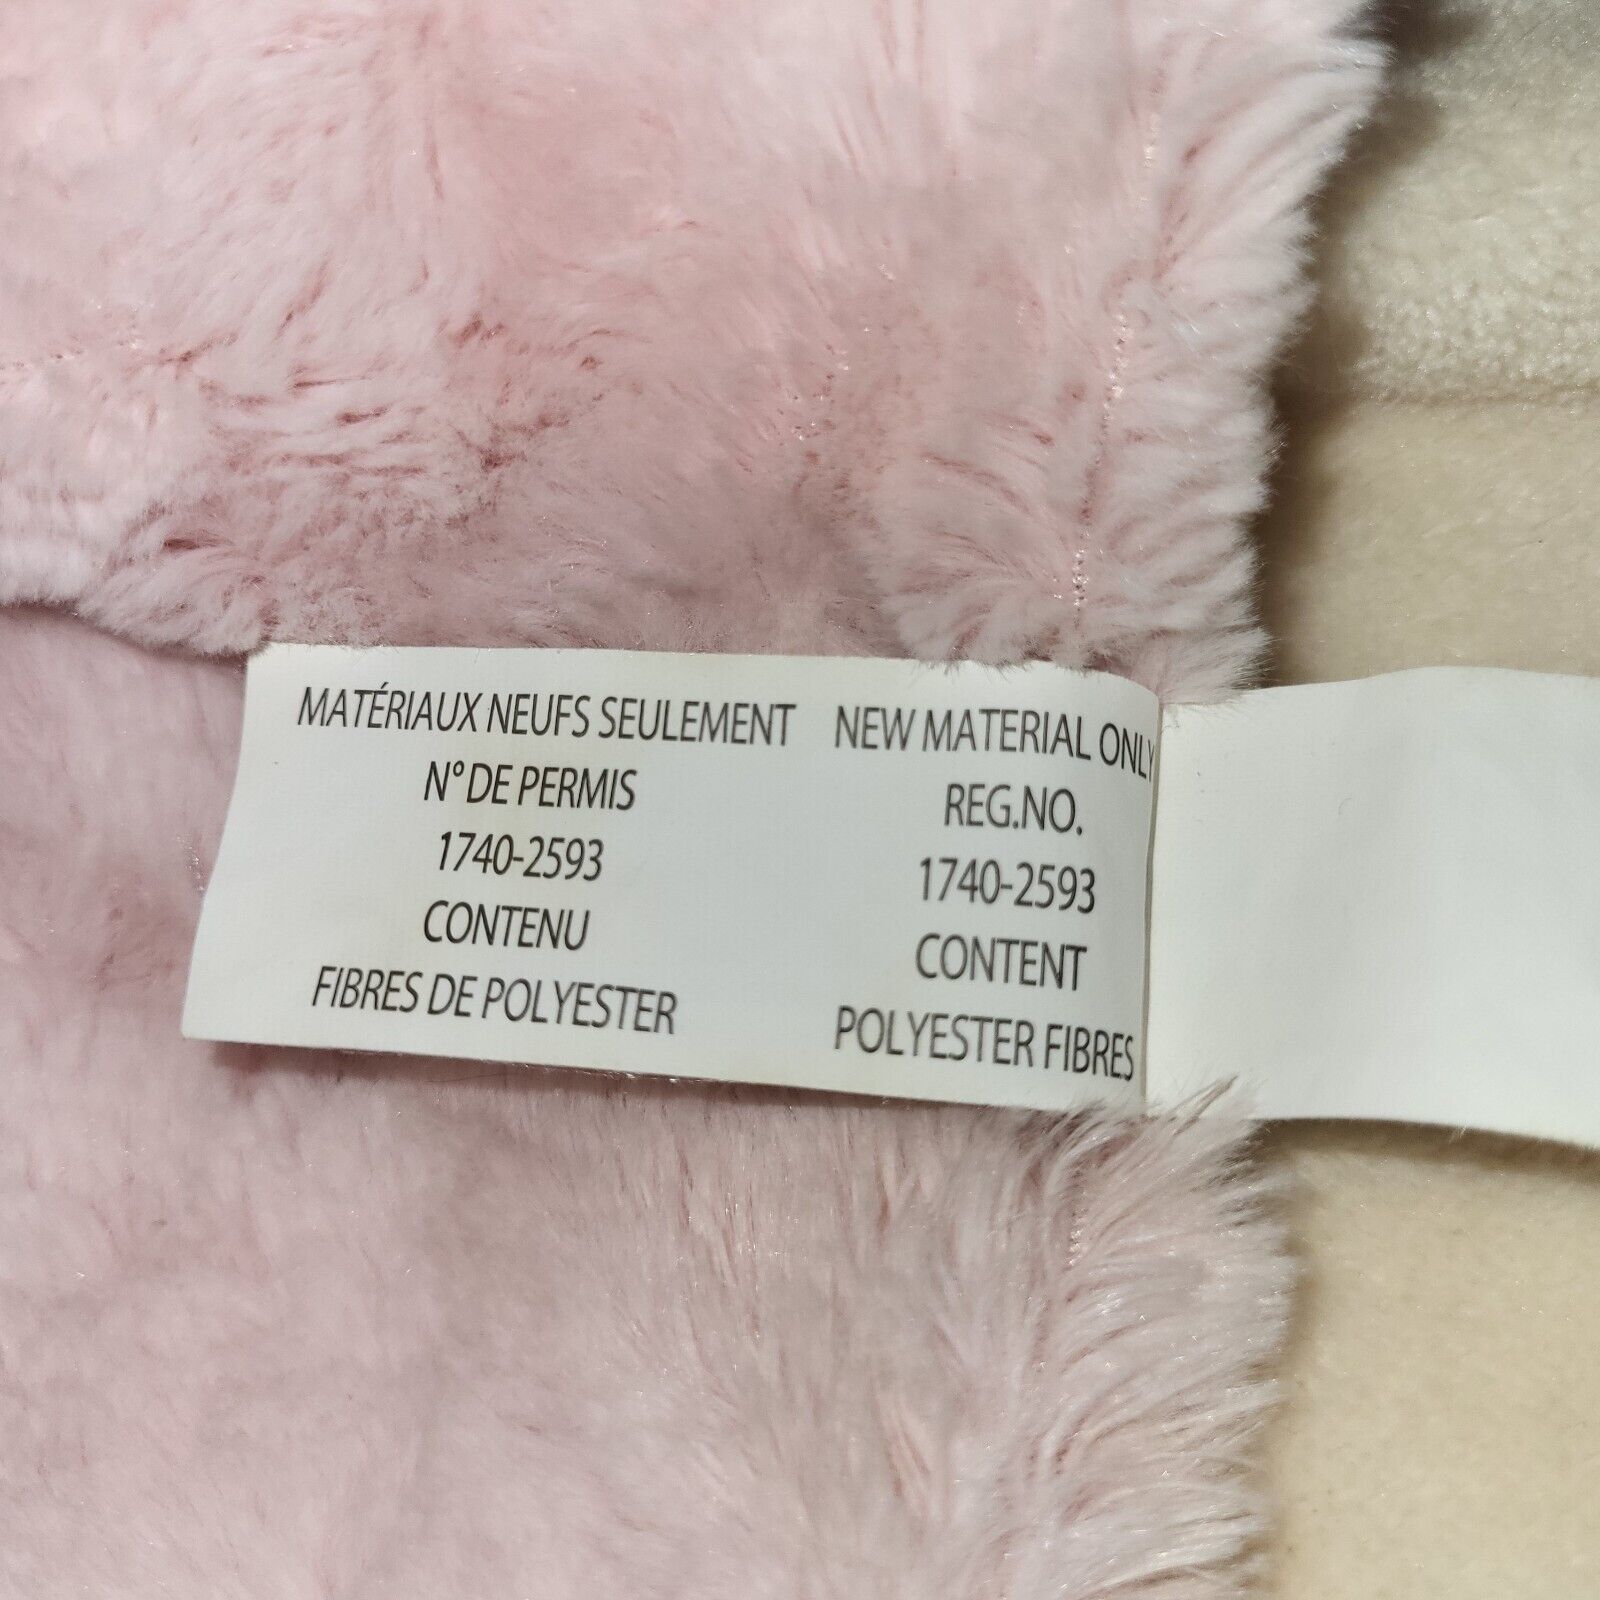 MATÉRIAUX NEUFS SEULEMENT
N° DE PERMIS
1740-2593
CONTENU
FIBRES DE POLYESTER
NEW MATERIAL ONLY
REG.NO.
1740-2593
CONTENT
POLYESTER FIBRES